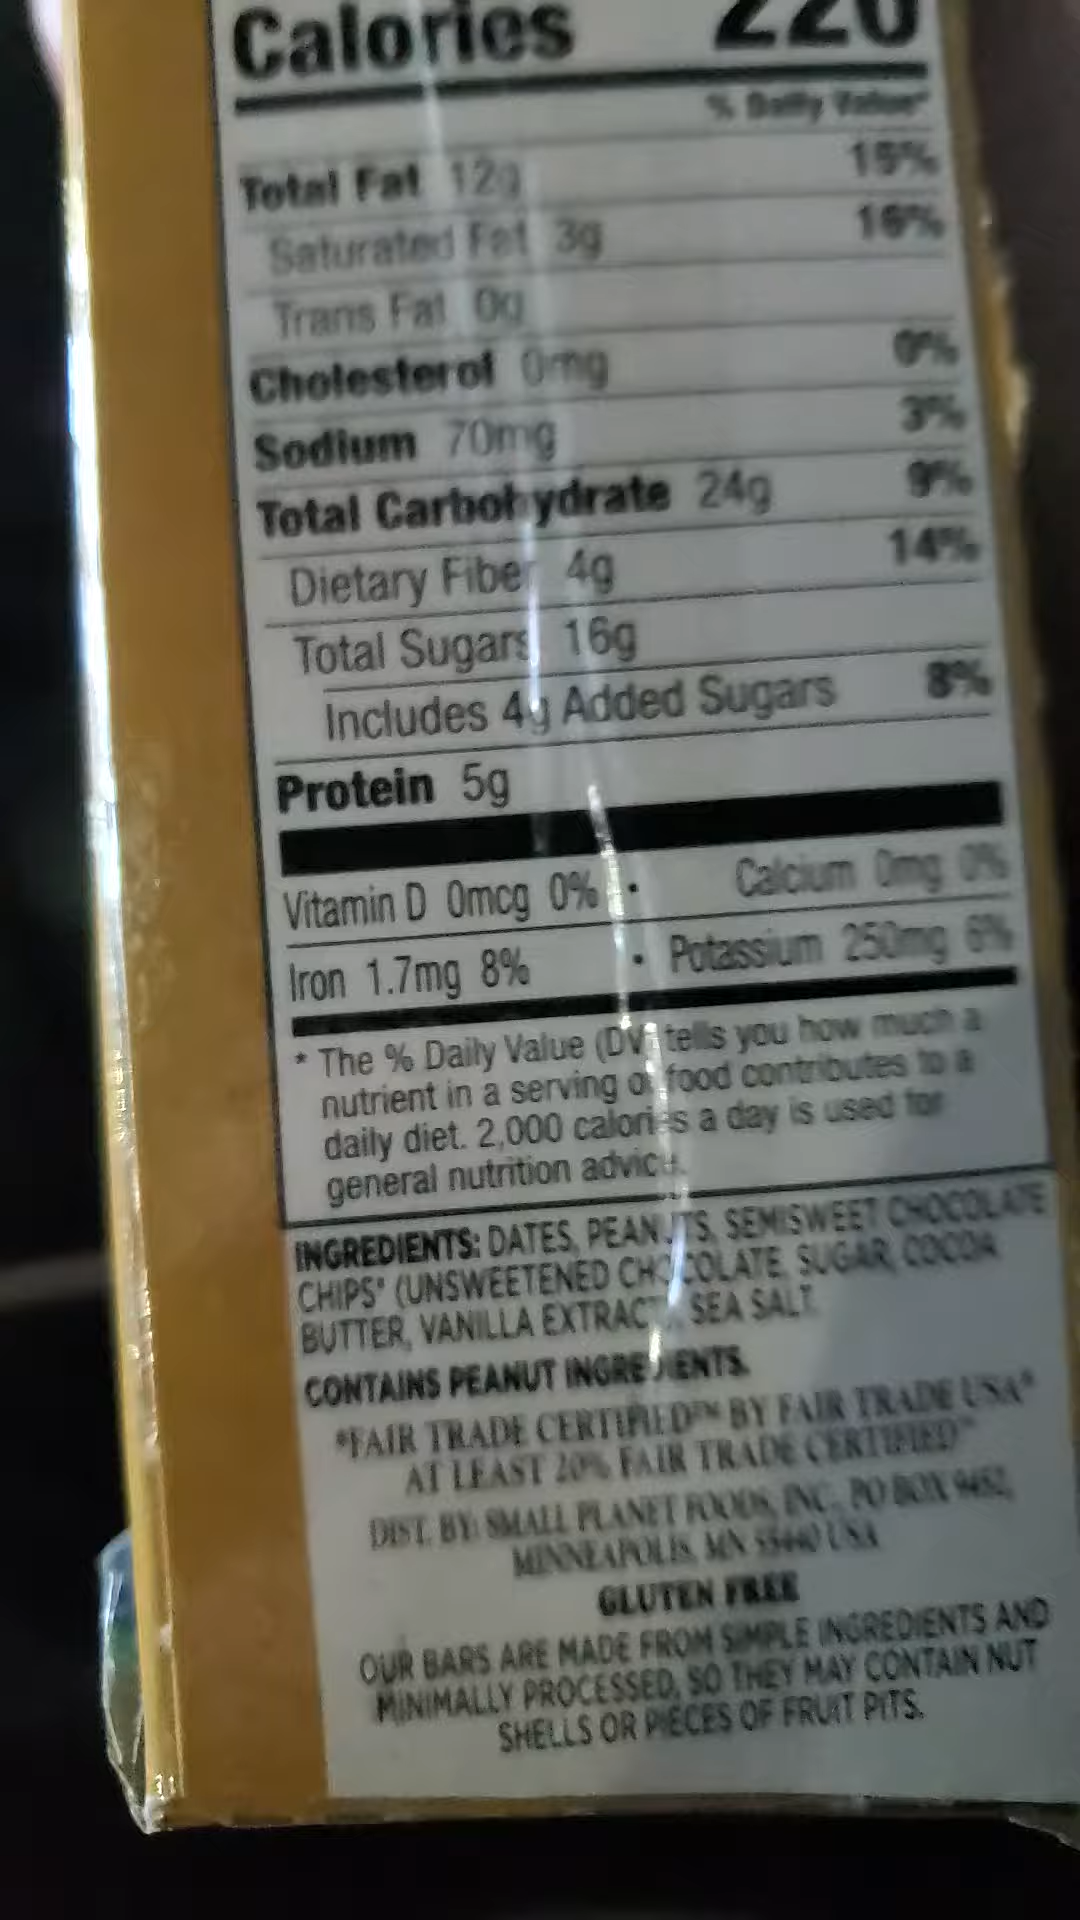 Calories 220
% Daily Value*
Total Fat 12g 15%
Saturated Fat 3g 16%
Trans Fat 0g
Cholesterol 0mg 0%
Sodium 70mg 3%
Total Carbohydrate 24g 9%
Dietary Fiber 4g 14%
Total Sugars 16g
Includes 4g Added Sugars 8%
Protein 5g
Vitamin D 0mcg 0% • Calcium 0mg 0%
Iron 1.7mg 8% • Potassium 250mg 6%
* The % Daily Value (DV) tells you how much a
nutrient in a serving of food contributes to a
daily diet. 2,000 calories a day is used for
general nutrition advice.
INGREDIENTS: DATES, PEANUTS, SEMISWEET CHOCOLATE
CHIPS* (UNSWEETENED CHOCOLATE, SUGAR, COCOA
BUTTER, VANILLA EXTRACT), SEA SALT.
CONTAINS PEANUT INGREDIENTS.
*FAIR TRADE CERTIFIED™ BY FAIR TRADE USA®
AT LEAST 20% FAIR TRADE CERTIFIED™
DIST. BY: SMALL PLANET FOODS, INC., PO BOX 9452,
MINNEAPOLIS, MN 55440 USA
GLUTEN FREE
OUR BARS ARE MADE FROM SIMPLE INGREDIENTS AND
MINIMALLY PROCESSED, SO THEY MAY CONTAIN NUT
SHELLS OR PIECES OF FRUIT PITS.